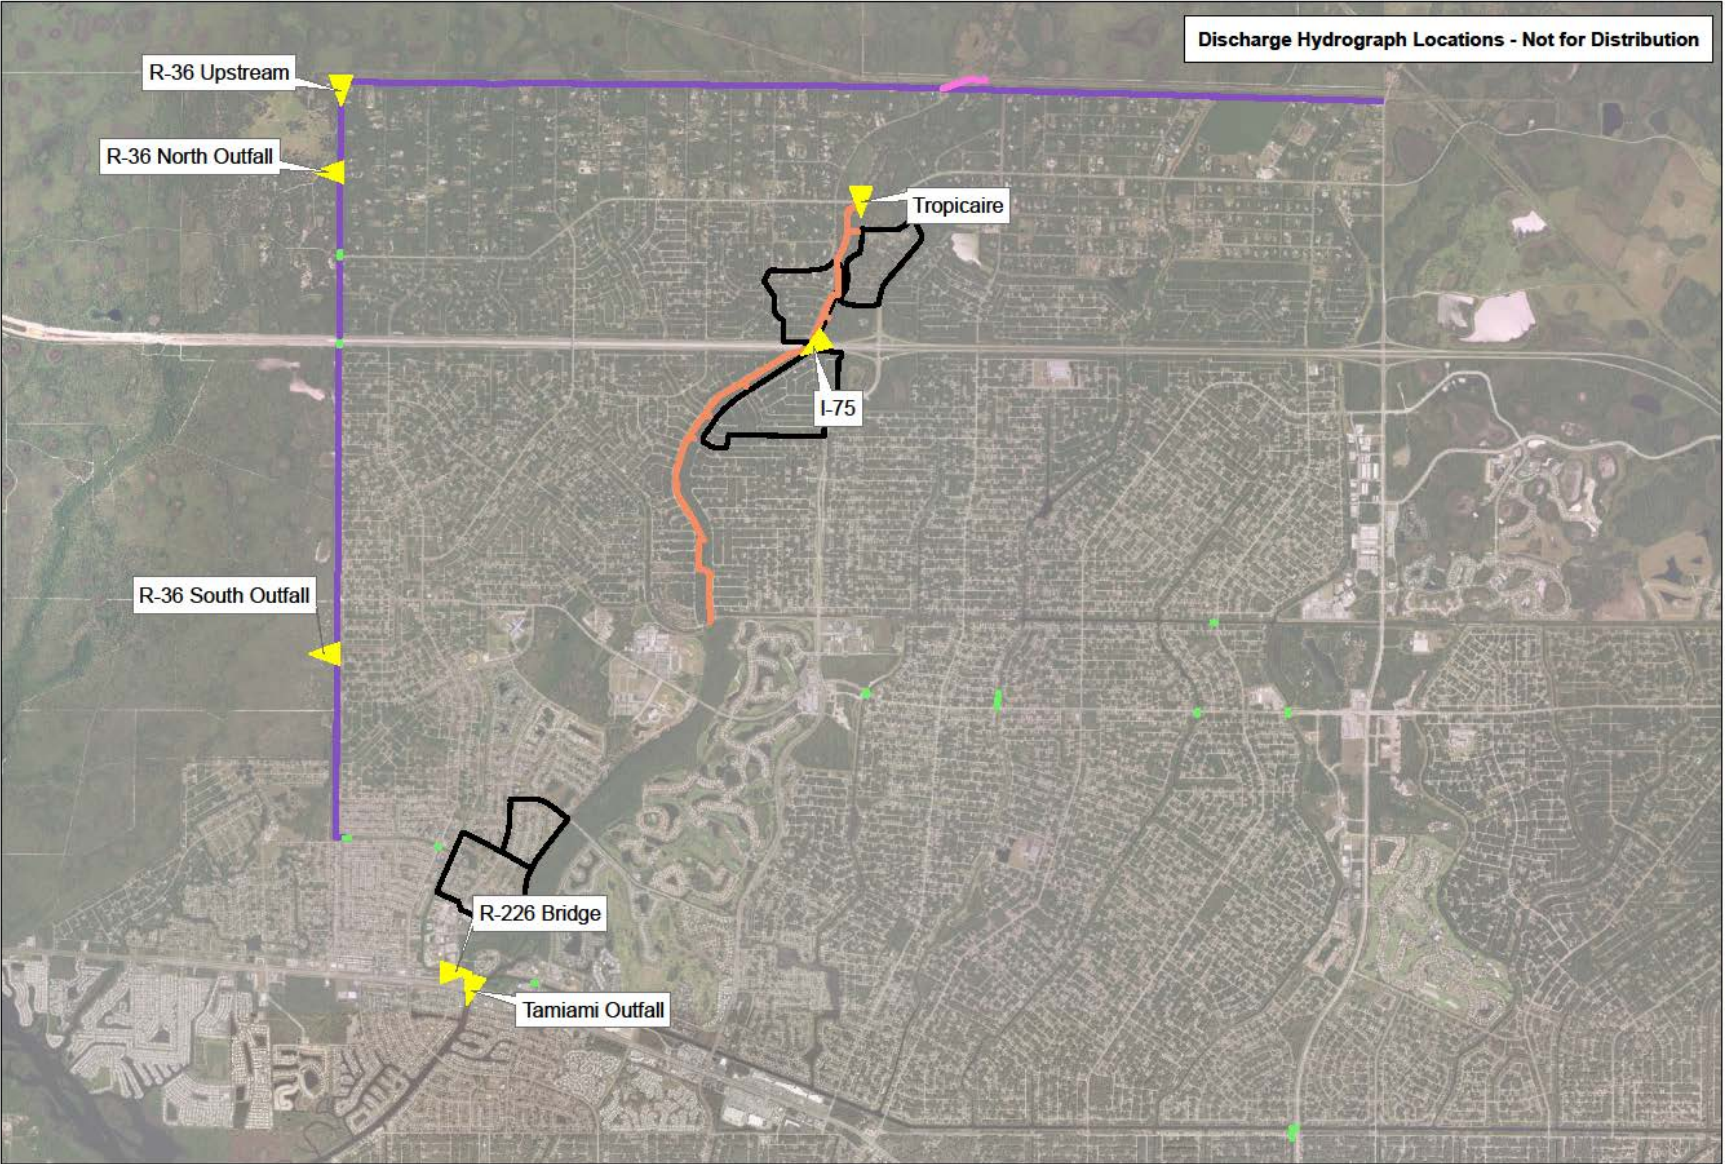 Discharge Hydrograph Locations - Not for Distribution
R-36 Upstream
R-36 North Outfall
Tropicaire
I-75
R-36 South Outfall
R-226 Bridge
Tamiami Outfall